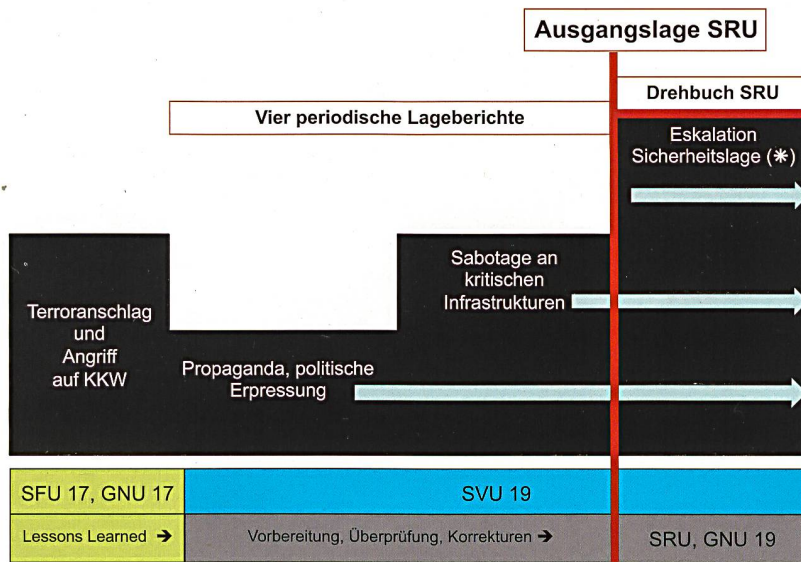 Ausgangslage SRU
Drehbuch SRU
Vier periodische Lageberichte
Eskalation
Sicherheitslage (✳)
Sabotage an
kritischen
Infrastrukturen
Terroranschlag
und
Angriff
auf KKW
Propaganda, politische
Erpressung
SFU 17, GNU 17
SVU 19
Lessons Learned ➔
Vorbereitung, Überprüfung, Korrekturen ➔
SRU, GNU 19